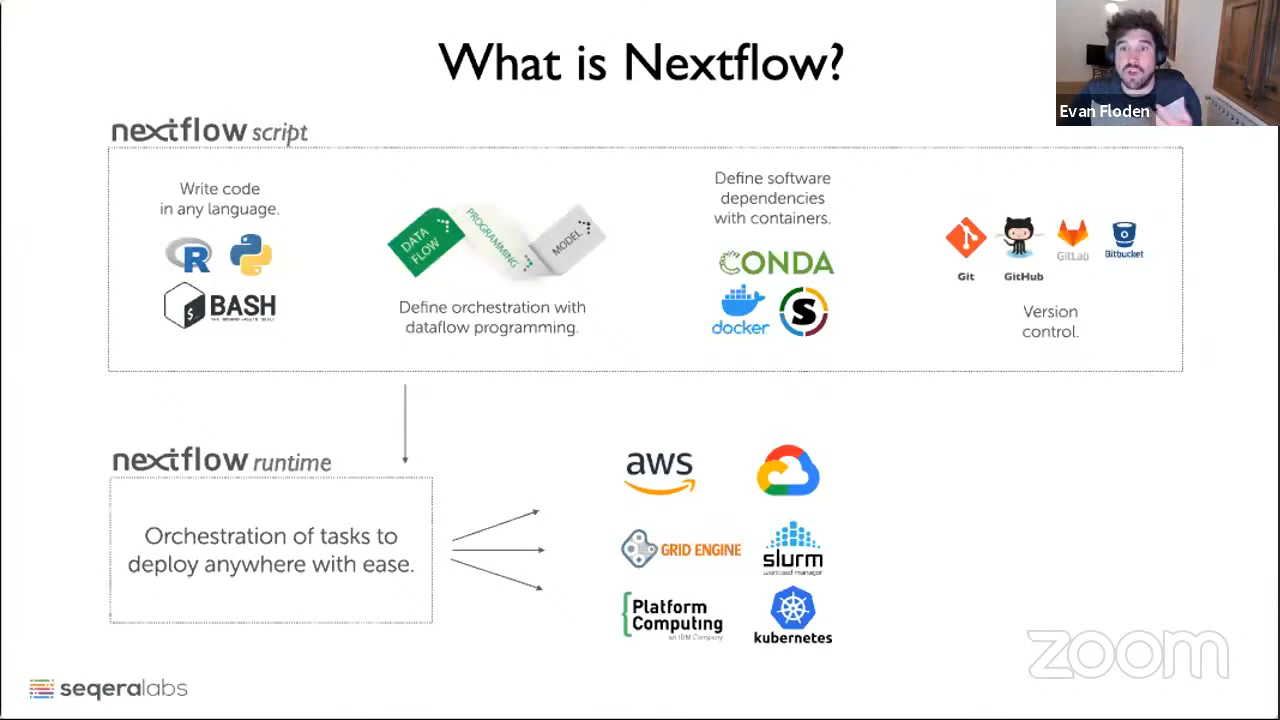 What is Nextflow?
Evan Floden
nextflow script
Write code
in any language.
R
BASH
DATA
FLOW
PROGRAMMING
MODEL
Define orchestration with
dataflow programming.
Define software
dependencies
with containers.
CONDA
docker
S
Git
GitHub
GitLab
Bitbucket
Version
control.
nextflow runtime
Orchestration of tasks to
deploy anywhere with ease.
aws
GRID ENGINE
slurm
workload manager
Platform
Computing
an IBM Company
kubernetes
seqeralabs
zoom